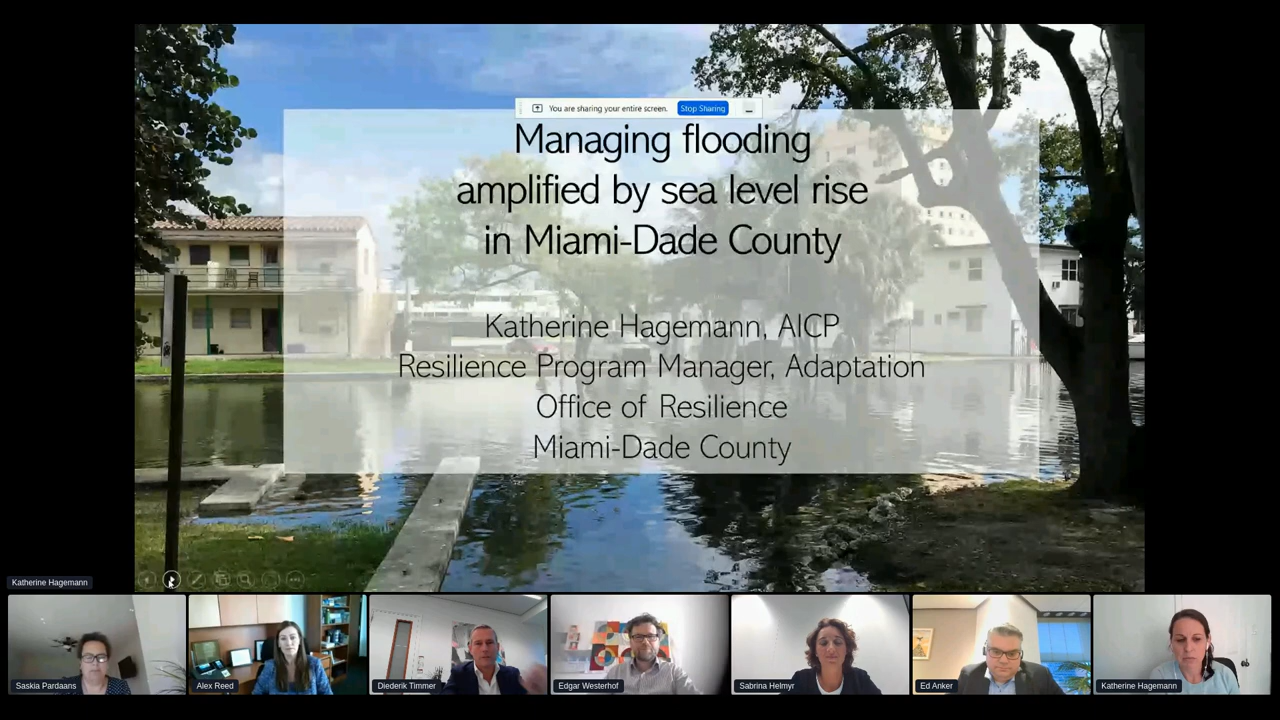 You are sharing your entire screen. Stop Sharing
Managing flooding
amplified by sea level rise
in Miami-Dade County
Katherine Hagemann, AICP
Resilience Program Manager, Adaptation
Office of Resilience
Miami-Dade County
Katherine Hagemann
Saskia Pardaans
Alex Reed
Diederik Timmer
Edgar Westerhof
Sabrina Helmyr
Ed Anker
Katherine Hagemann